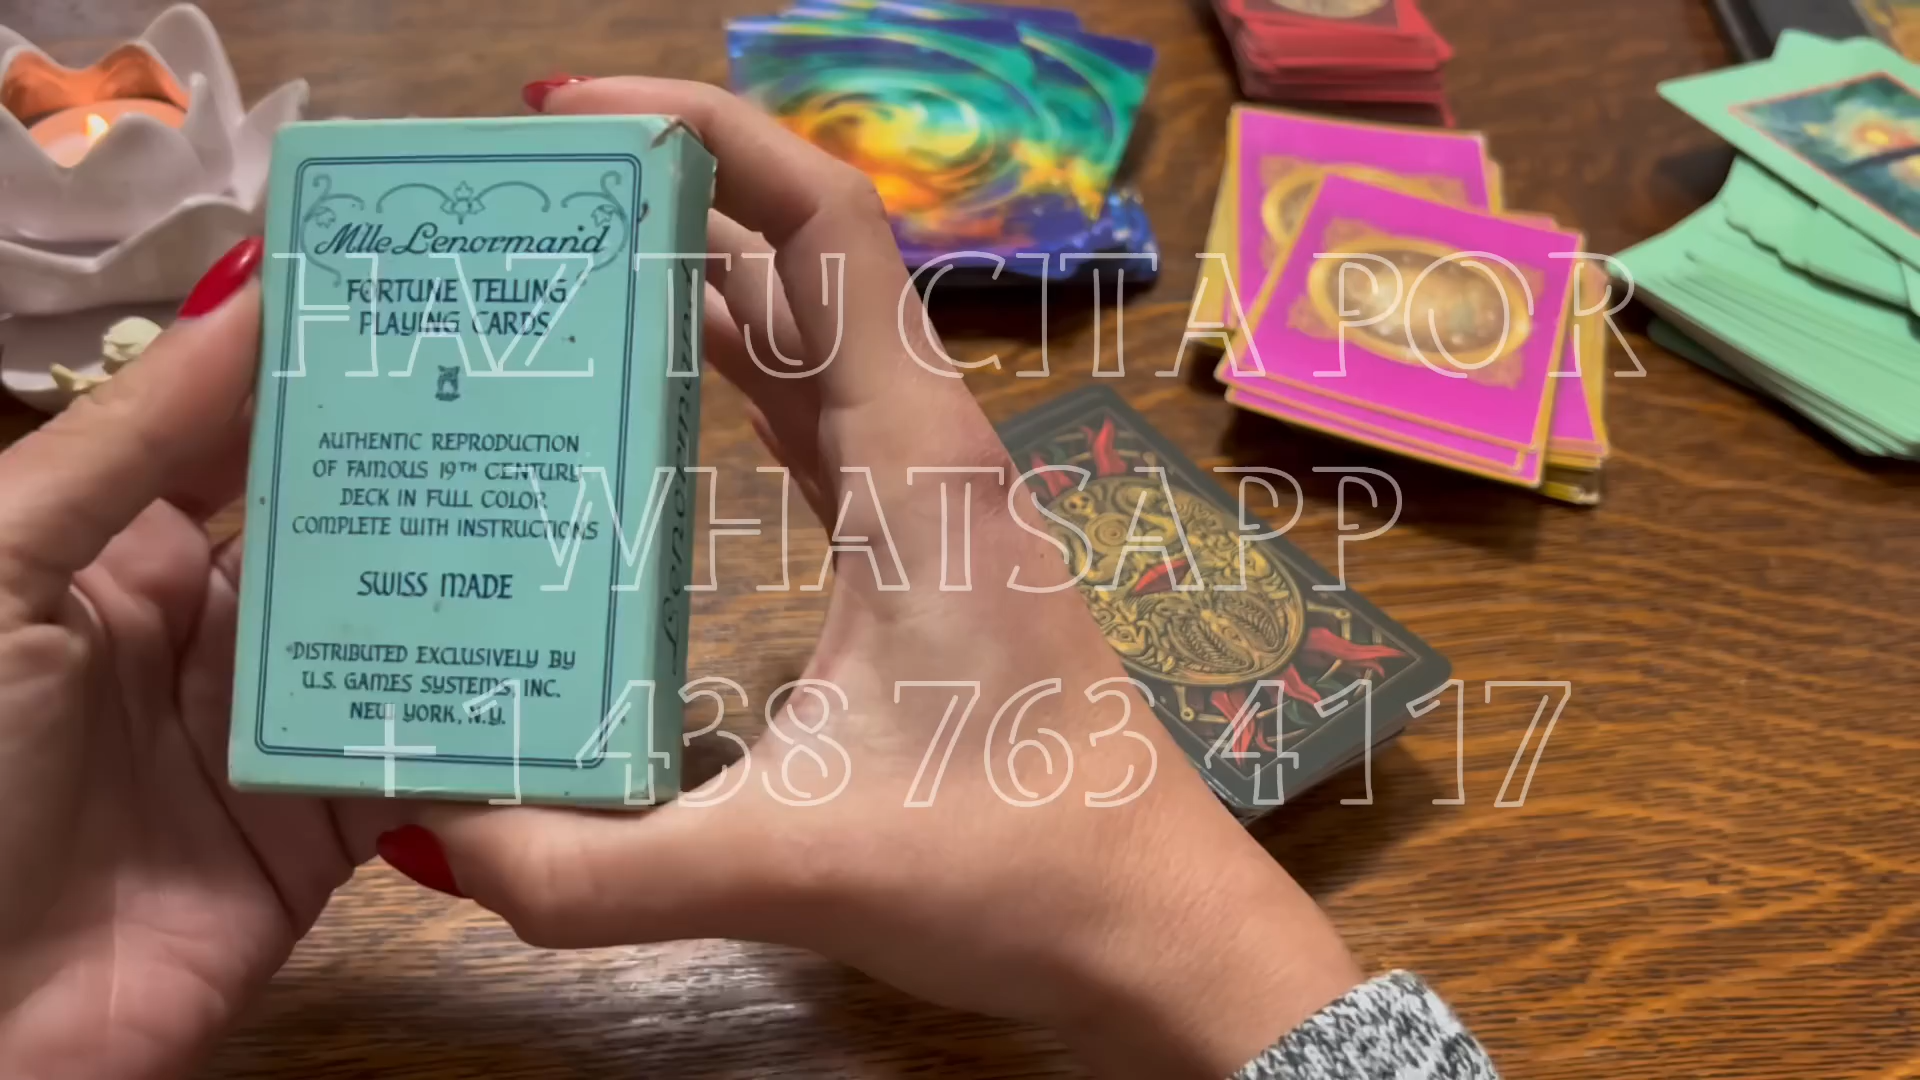 Mlle Lenormand
FORTUNE TELLING
PLAYING CARDS
AUTHENTIC REPRODUCTION
OF FAMOUS 19TH CENTURY
DECK IN FULL COLOR
COMPLETE WITH INSTRUCTIONS
SWISS MADE
DISTRIBUTED EXCLUSIVELY BY
U.S. GAMES SYSTEMS, INC.
NEW YORK, N.Y.
HAZ TU CITA POR
WHATSAPP
+1 438 763 4117